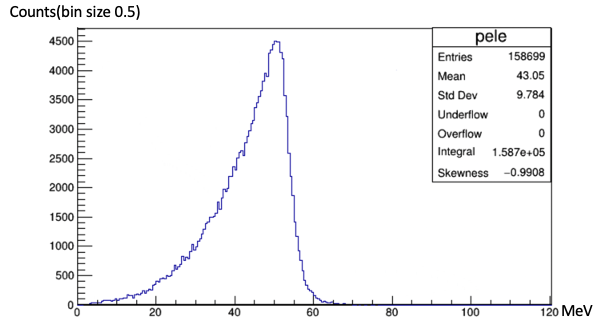 Counts(bin size 0.5)
pele
Entries 158699
Mean 43.05
Std Dev 9.784
Underflow 0
Overflow 0
Integral 1.587e+05
Skewness -0.9908
4500
4000
3500
3000
2500
2000
1500
1000
500
0
0 20 40 60 80 100 120 MeV